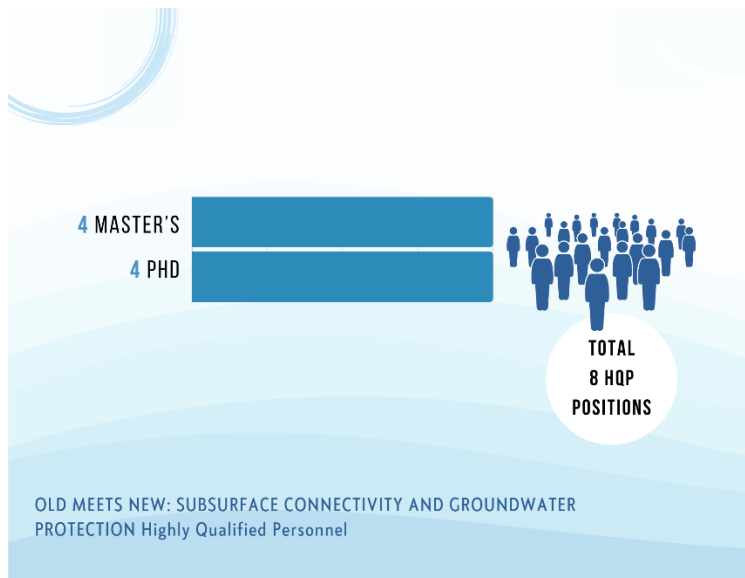 4 MASTER'S
4 PHD
TOTAL
8 HQP
POSITIONS
OLD MEETS NEW: SUBSURFACE CONNECTIVITY AND GROUNDWATER
PROTECTION Highly Qualified Personnel